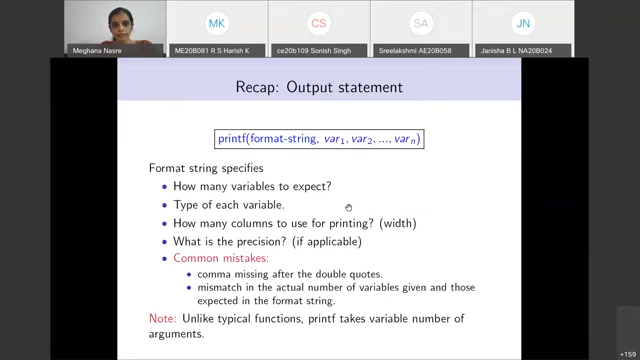 MK
CS
SA
JN
Meghana Nasre
ME20B081 R S Harish K
ce20b109 Sonish Singh
Sreelakshmi AE20B058
Janisha B L NA20B024
Recap: Output statement
printf(format-string, var1, var2, ..., varn)
Format string specifies
• How many variables to expect?
• Type of each variable.
• How many columns to use for printing? (width)
• What is the precision? (if applicable)
• Common mistakes:
• comma missing after the double quotes.
• mismatch in the actual number of variables given and those
expected in the format string.
Note: Unlike typical functions, printf takes variable number of
arguments.
+159